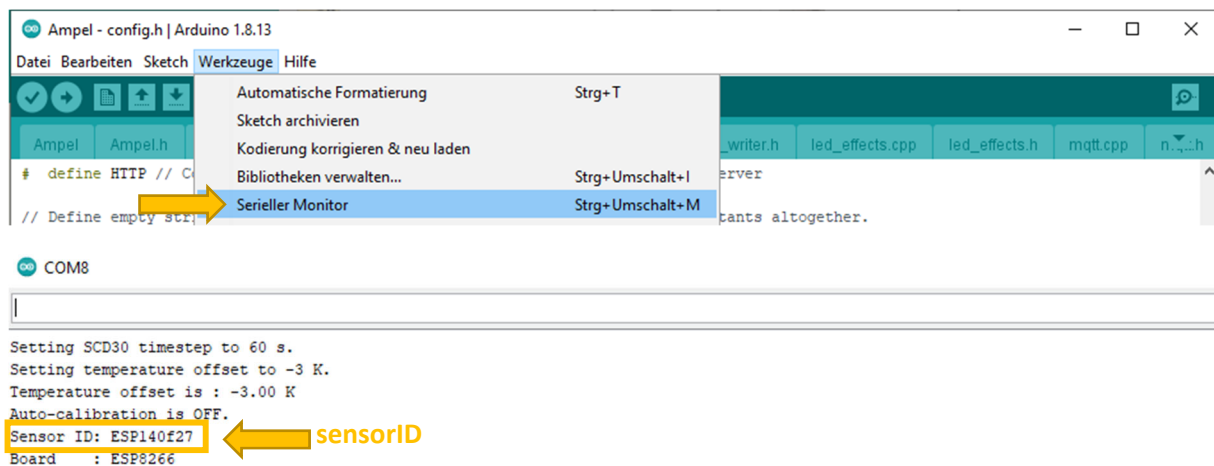 Ampel - config.h | Arduino 1.8.13
Datei Bearbeiten Sketch Werkzeuge Hilfe
Automatische Formatierung Strg+T
Sketch archivieren
Kodierung korrigieren & neu laden
Bibliotheken verwalten... Strg+Umschalt+I
Serieller Monitor Strg+Umschalt+M
Ampel Ampel.h _writer.h led_effects.cpp led_effects.h mqtt.cpp
# define HTTP // C erver
// Define empty str tants altogether.
COM8
Setting SCD30 timestep to 60 s.
Setting temperature offset to -3 K.
Temperature offset is : -3.00 K
Auto-calibration is OFF.
Sensor ID: ESP140f27 sensorID
Board : ESP8266